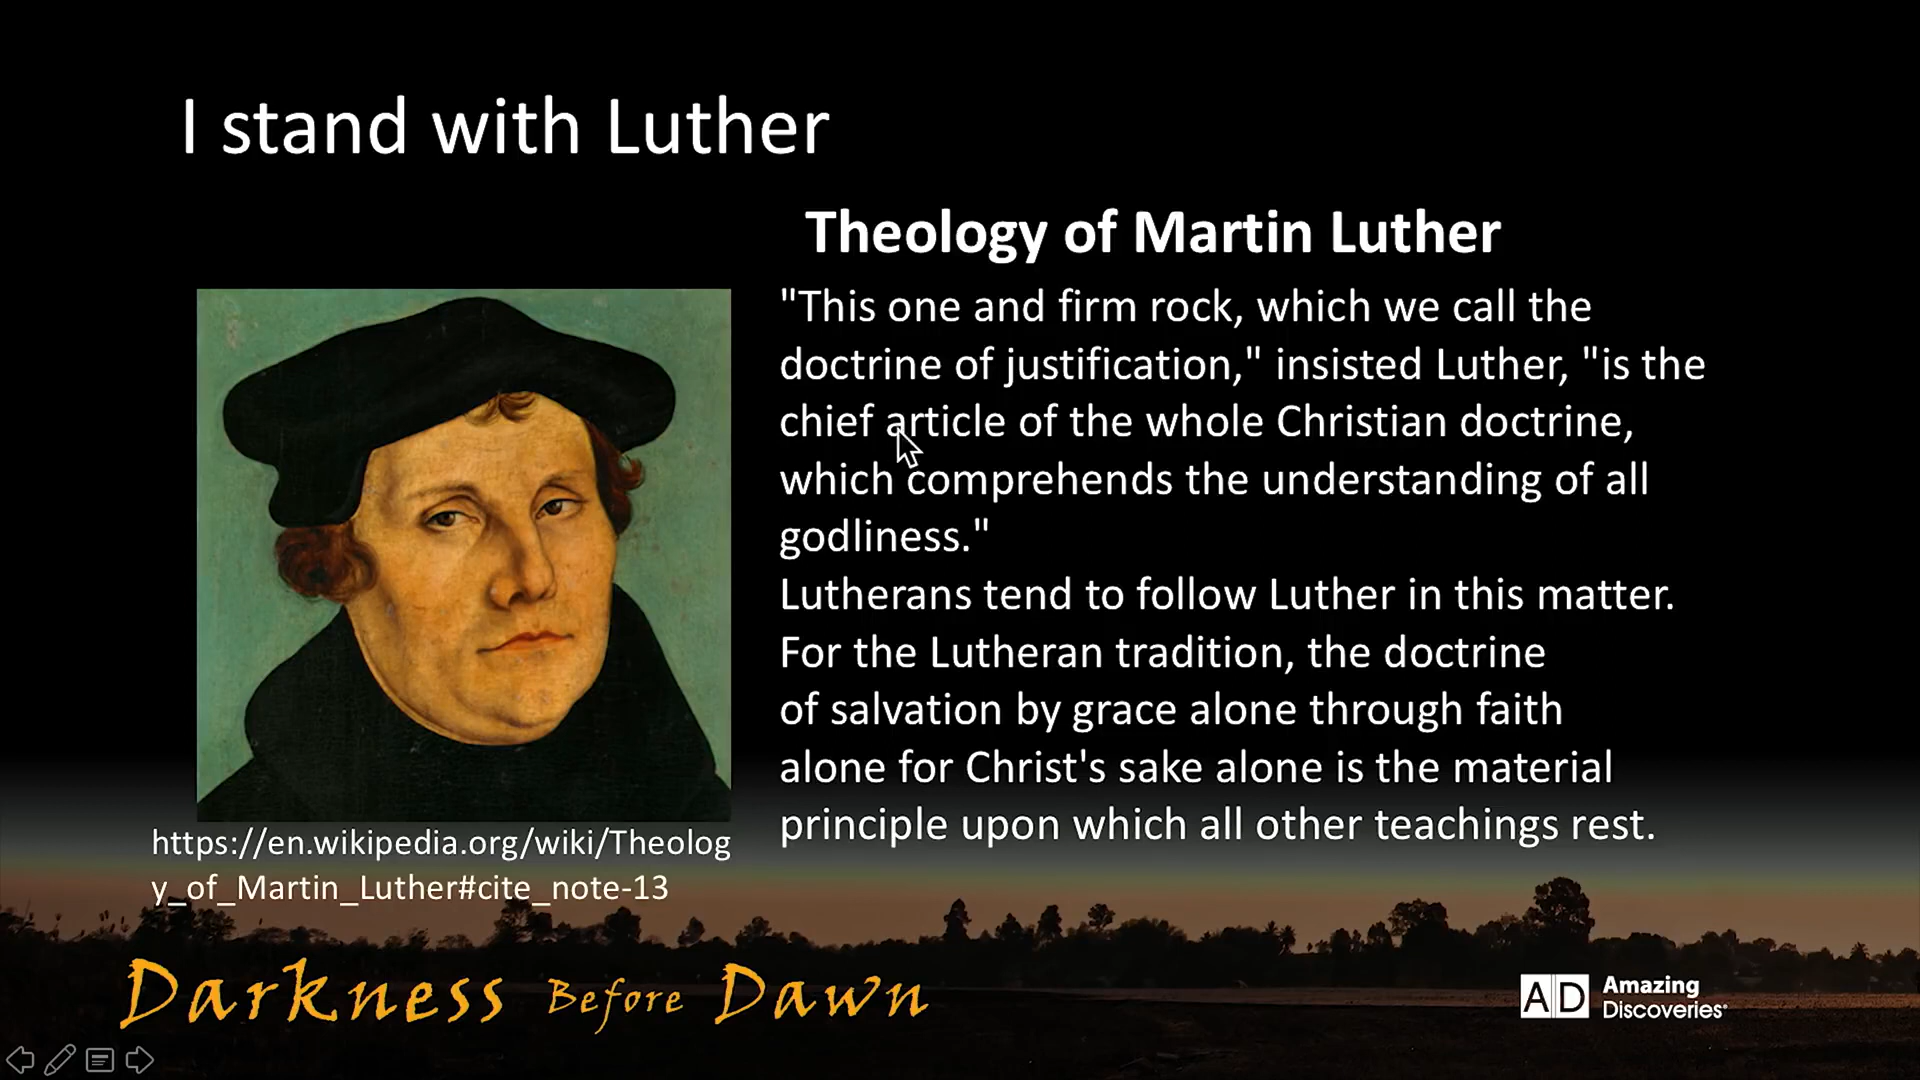 I stand with Luther
Theology of Martin Luther
"This one and firm rock, which we call the
doctrine of justification," insisted Luther, "is the
chief article of the whole Christian doctrine,
which comprehends the understanding of all
godliness."
Lutherans tend to follow Luther in this matter.
For the Lutheran tradition, the doctrine
of salvation by grace alone through faith
alone for Christ's sake alone is the material
principle upon which all other teachings rest.
https://en.wikipedia.org/wiki/Theolog
y_of_Martin_Luther#cite_note-13
Darkness Before Dawn
AD Amazing
Discoveries®